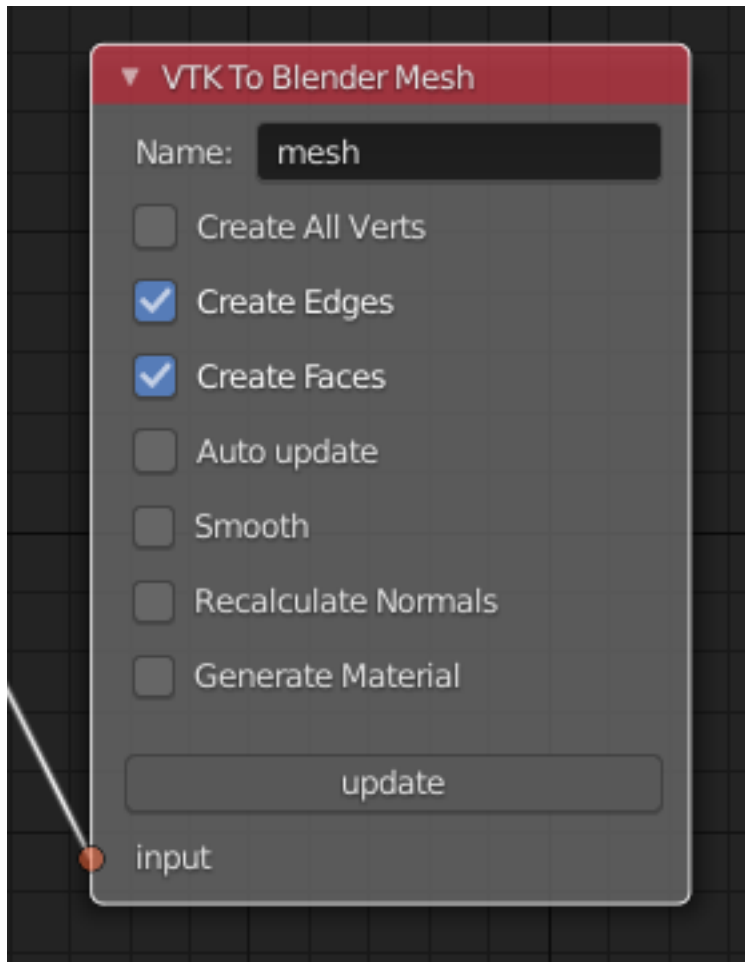 VTK To Blender Mesh
Name: mesh
Create All Verts
Create Edges
Create Faces
Auto update
Smooth
Recalculate Normals
Generate Material
update
input